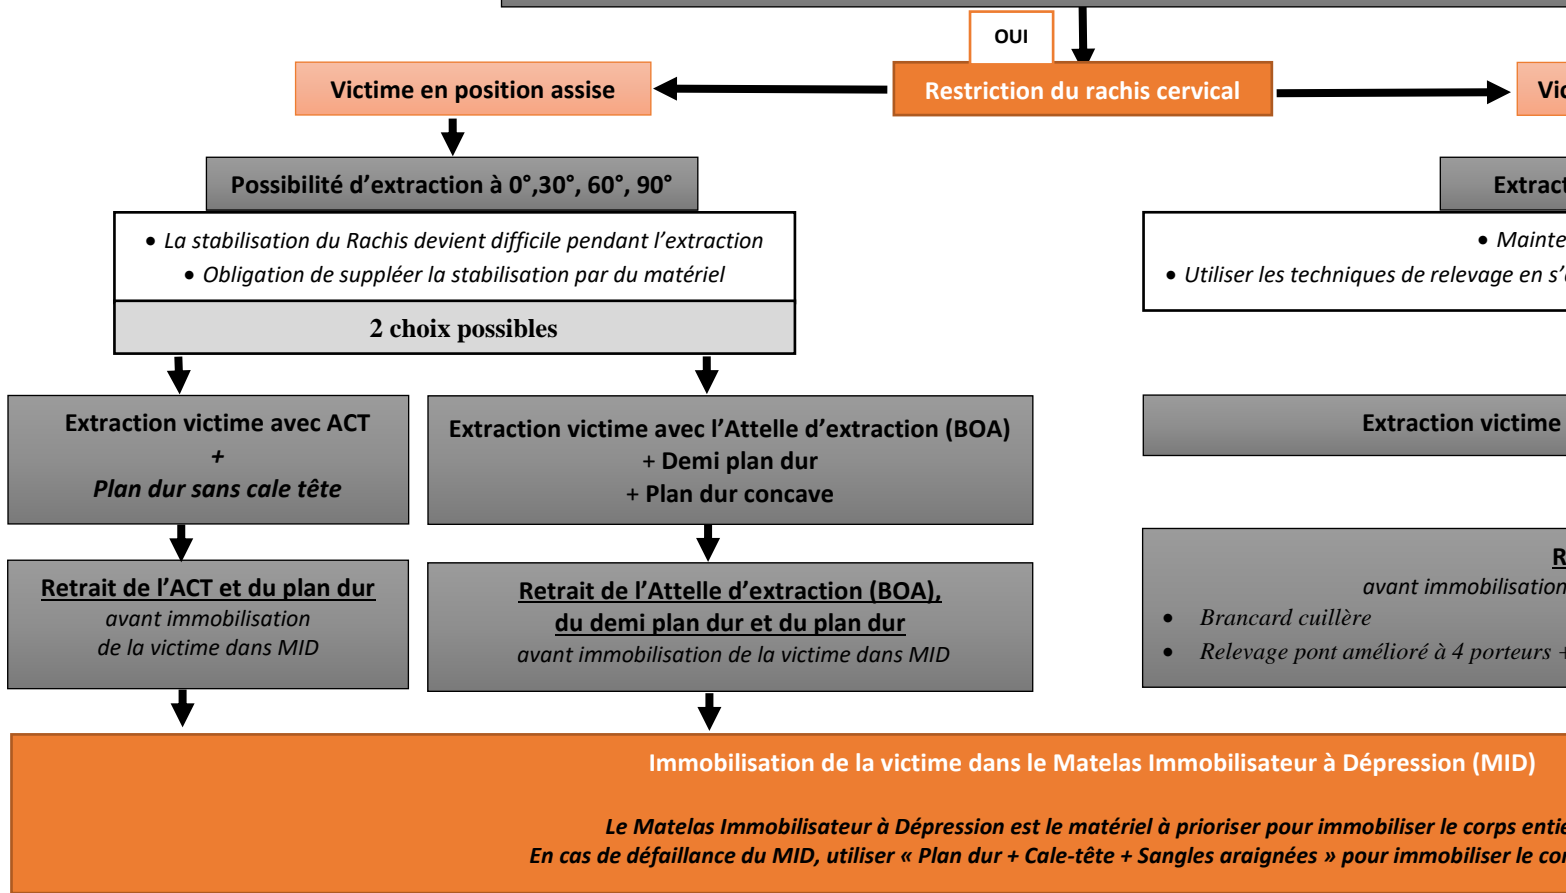 OUI
Victime en position assise
Restriction du rachis cervical
Possibilité d’extraction à 0°,30°, 60°, 90°
• La stabilisation du Rachis devient difficile pendant l’extraction
• Obligation de suppléer la stabilisation par du matériel
2 choix possibles
Extraction victime avec ACT
+
Plan dur sans cale tête
Extraction victime avec l’Attelle d’extraction (BOA)
+ Demi plan dur
+ Plan dur concave
Retrait de l’ACT et du plan dur
avant immobilisation
de la victime dans MID
Retrait de l’Attelle d’extraction (BOA),
du demi plan dur et du plan dur
avant immobilisation de la victime dans MID
• Utiliser les techniques de relevage en
Extraction victime
avant immobilisation
• Brancard cuillère
• Relevage pont amélioré à 4 porteurs +
Immobilisation de la victime dans le Matelas Immobilisateur à Dépression (MID)
Le Matelas Immobilisateur à Dépression est le matériel à prioriser pour immobiliser le corps
En cas de défaillance du MID, utiliser « Plan dur + Cale-tête + Sangles araignées » pour immobiliser le